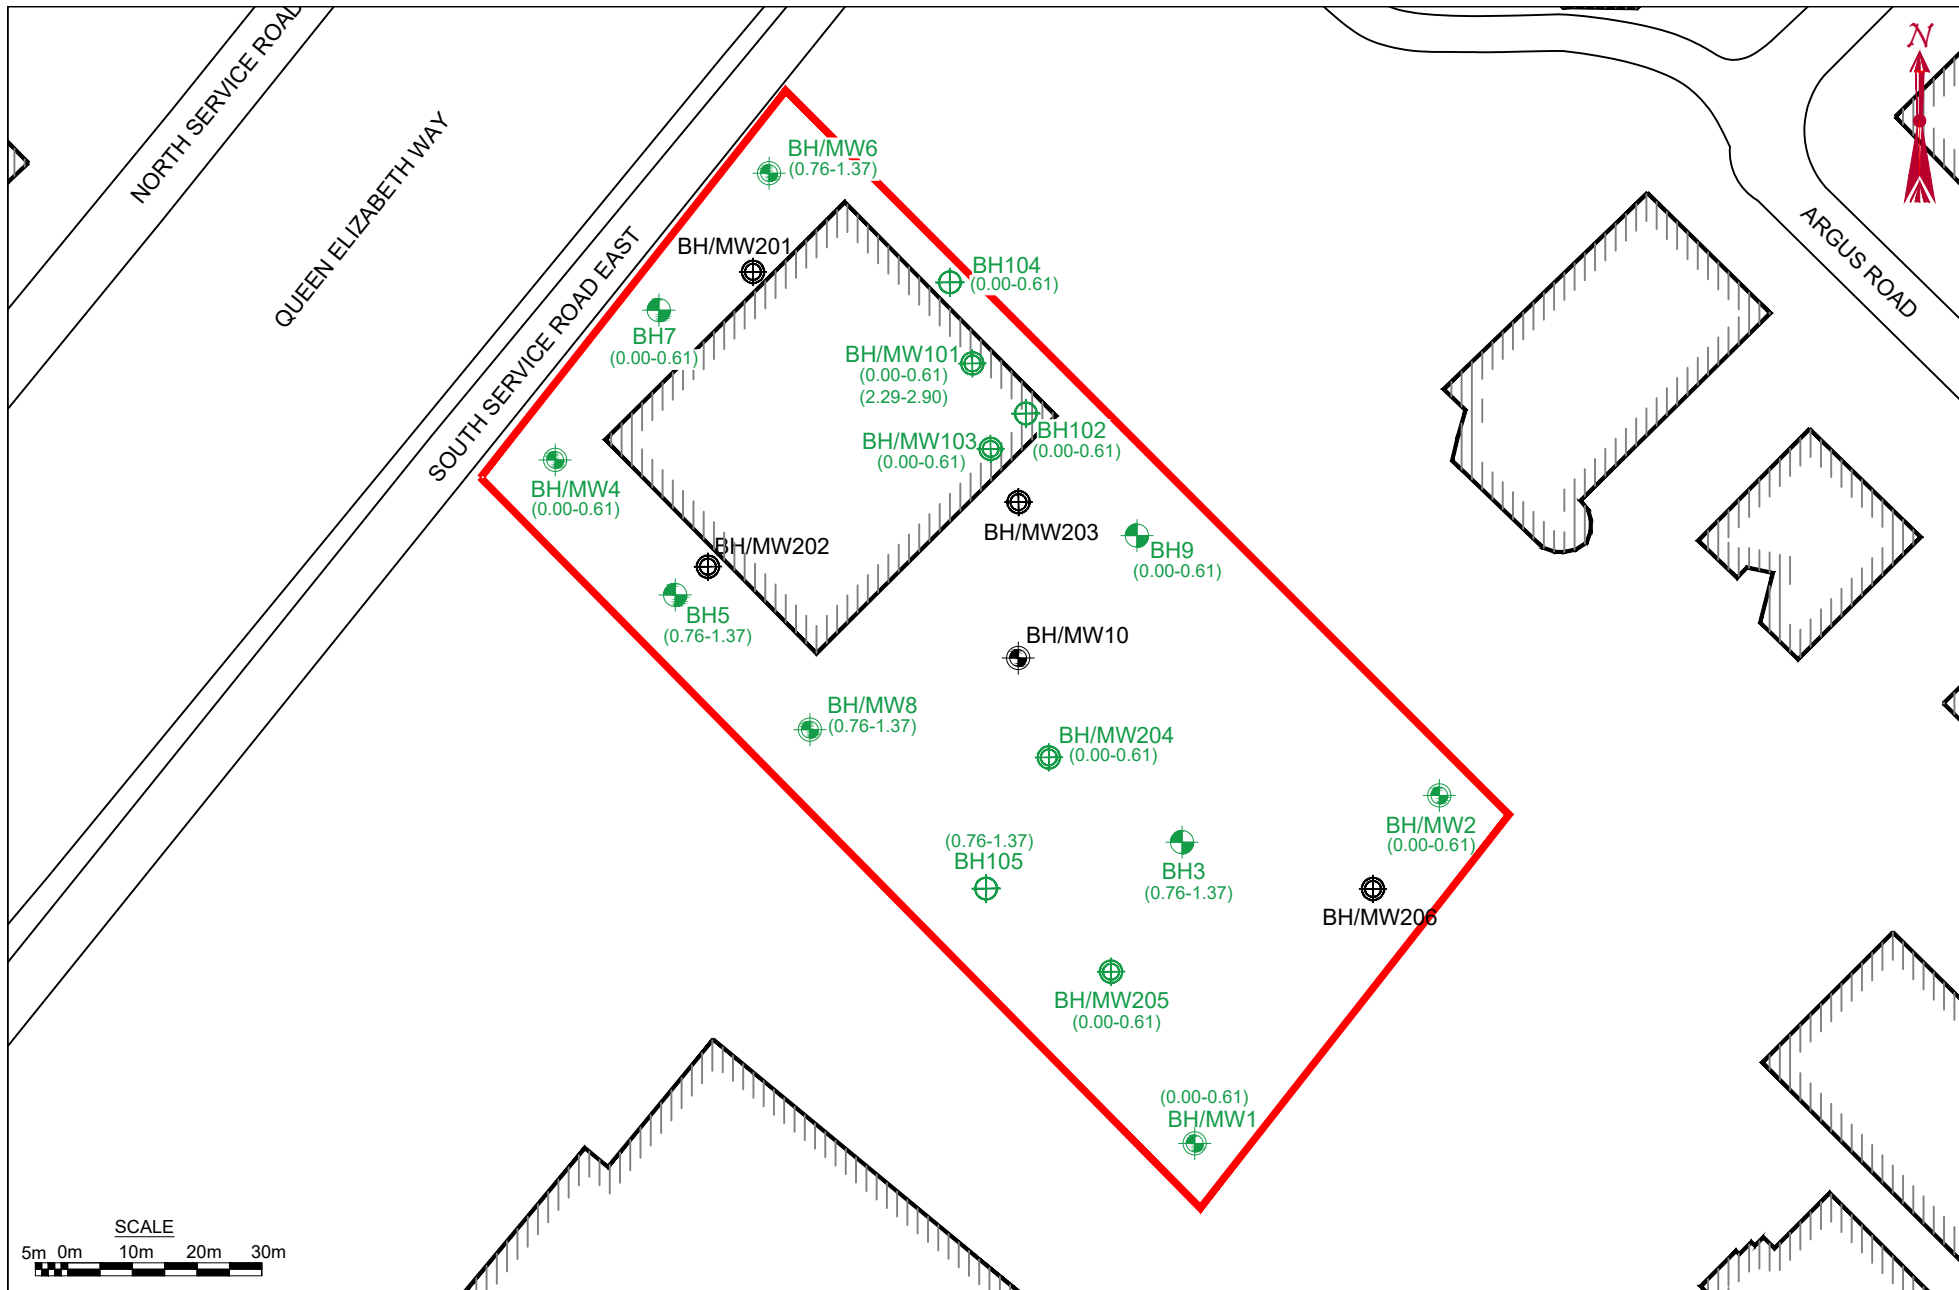 NORTH SERVICE ROAD
QUEEN ELIZABETH WAY
SOUTH SERVICE ROAD EAST
N
ARGUS ROAD
BH/MW6
(0.76-1.37)
BH/MW201
BH104
(0.00-0.61)
BH7
(0.00-0.61)
BH/MW101
(0.00-0.61)
(2.29-2.90)
BH102
(0.00-0.61)
BH/MW103
(0.00-0.61)
BH/MW4
(0.00-0.61)
BH/MW203
BH/MW202
BH9
(0.00-0.61)
BH5
(0.76-1.37)
BH/MW10
BH/MW8
(0.76-1.37)
BH/MW204
(0.00-0.61)
BH/MW2
(0.00-0.61)
(0.76-1.37)
BH105
BH3
(0.76-1.37)
BH/MW206
BH/MW205
(0.00-0.61)
(0.00-0.61)
BH/MW1
SCALE
5m 0m 10m 20m 30m